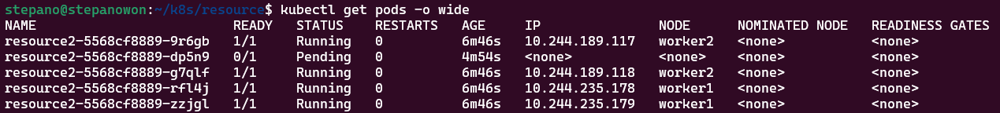 stepano@stepanowon:~/k8s/resource$ kubectl get pods -o wide
NAME READY STATUS RESTARTS AGE IP NODE NOMINATED NODE READINESS GATES
resource2-5568cf8889-9r6gb 1/1 Running 0 6m46s 10.244.189.117 worker2 <none> <none>
resource2-5568cf8889-dp5n9 0/1 Pending 0 4m54s <none> <none> <none> <none>
resource2-5568cf8889-g7qlf 1/1 Running 0 6m46s 10.244.189.118 worker2 <none> <none>
resource2-5568cf8889-rfl4j 1/1 Running 0 6m46s 10.244.235.178 worker1 <none> <none>
resource2-5568cf8889-zzjgl 1/1 Running 0 6m46s 10.244.235.179 worker1 <none> <none>